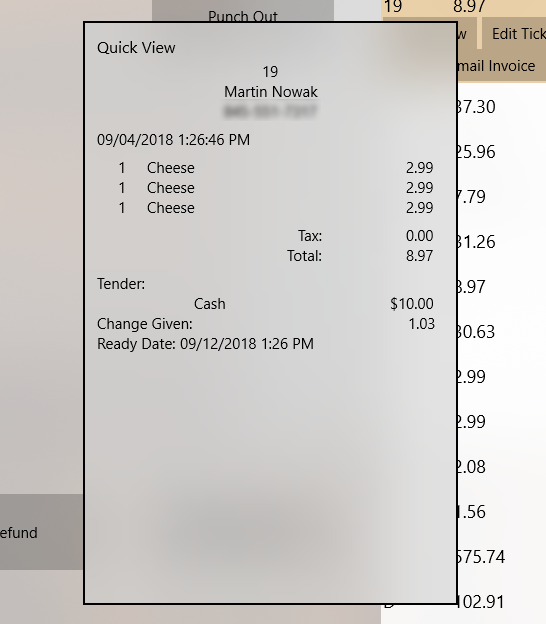 Punch Out
19 8.97
w Edit Tick
mail Invoice
Quick View
19
Martin Nowak
09/04/2018 1:26:46 PM
1 Cheese 2.99
1 Cheese 2.99
1 Cheese 2.99
Tax: 0.00
Total: 8.97
Tender:
Cash $10.00
Change Given: 1.03
Ready Date: 09/12/2018 1:26 PM
37.30
25.96
7.79
31.26
8.97
30.63
2.99
2.99
2.08
1.56
efund
575.74
102.91